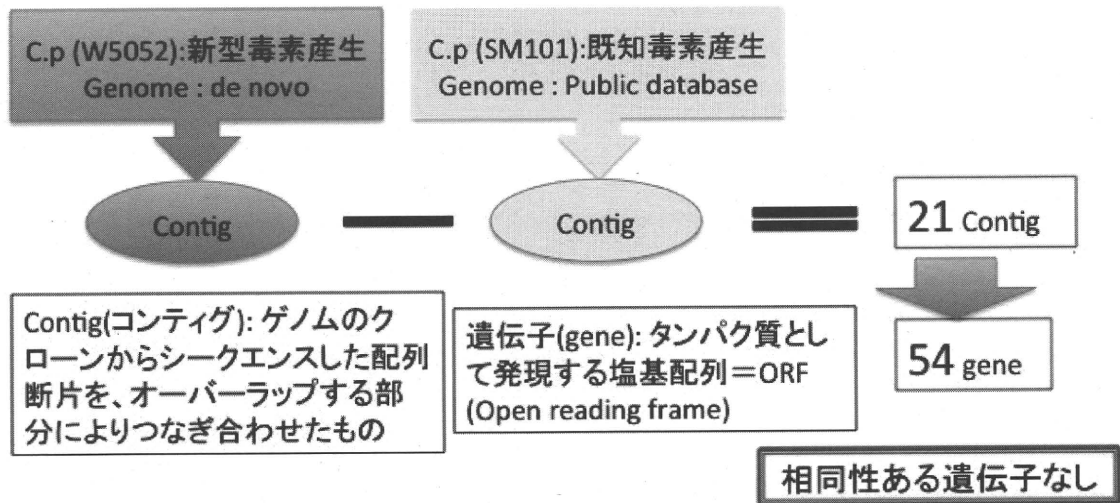 C.p (W5052):新型毒素産生
Genome : de novo
C.p (SM101):既知毒素産生
Genome : Public database
Contig
Contig
21 Contig
54 gene
Contig(コンティグ): ゲノムのク
ローンからシークエンスした配列
断片を、オーバーラップする部
分によりつなぎ合わせたもの
遺伝子(gene): タンパク質とし
て発現する塩基配列=ORF
(Open reading frame)
相同性ある遺伝子なし